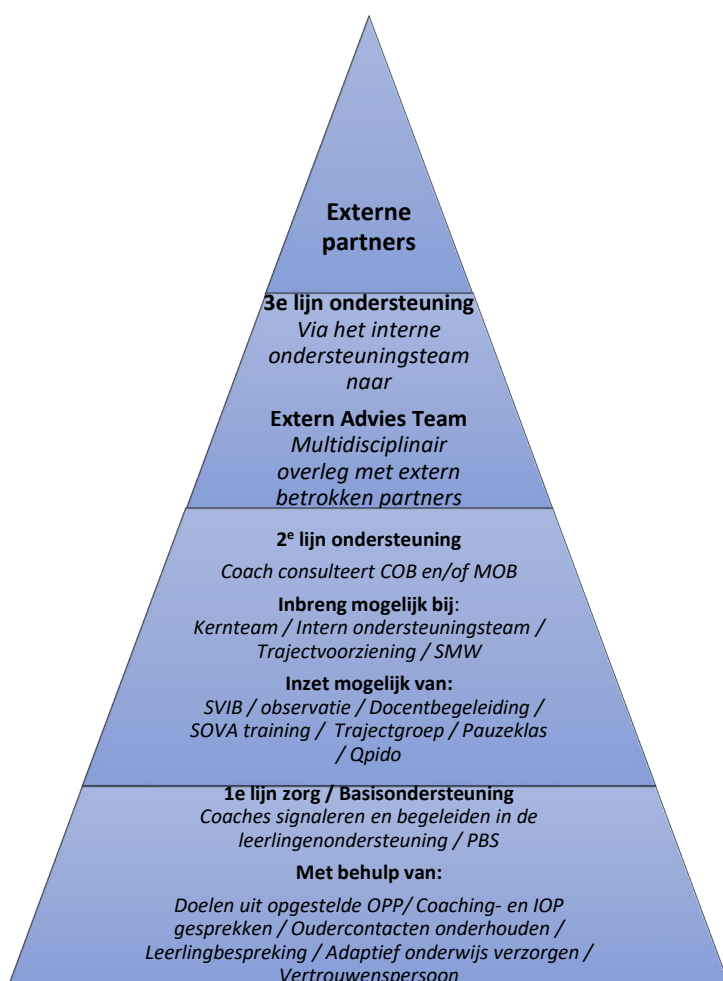 Externe
partners
3e lijn ondersteuning
Via het interne
ondersteuningsteam
naar
Extern Advies Team
Multidisciplinair
overleg met extern
betrokken partners
2e lijn ondersteuning
Coach consulteert COB en/of MOB
Inbreng mogelijk bij:
Kernteam / Intern ondersteuningsteam /
Trajectvoorziening / SMW
Inzet mogelijk van:
SVIB / observatie / Docentbegeleiding /
SOVA training / Trajectgroep / Pauzeklas
/ Qpido
1e lijn zorg / Basisondersteuning
Coaches signaleren en begeleiden in de
leerlingenondersteuning / PBS
Met behulp van:
Doelen uit opgestelde OPP/ Coaching- en IOP
gesprekken / Oudercontacten onderhouden /
Leerlingbespreking / Adaptief onderwijs verzorgen /
Vertrouwenspersoon